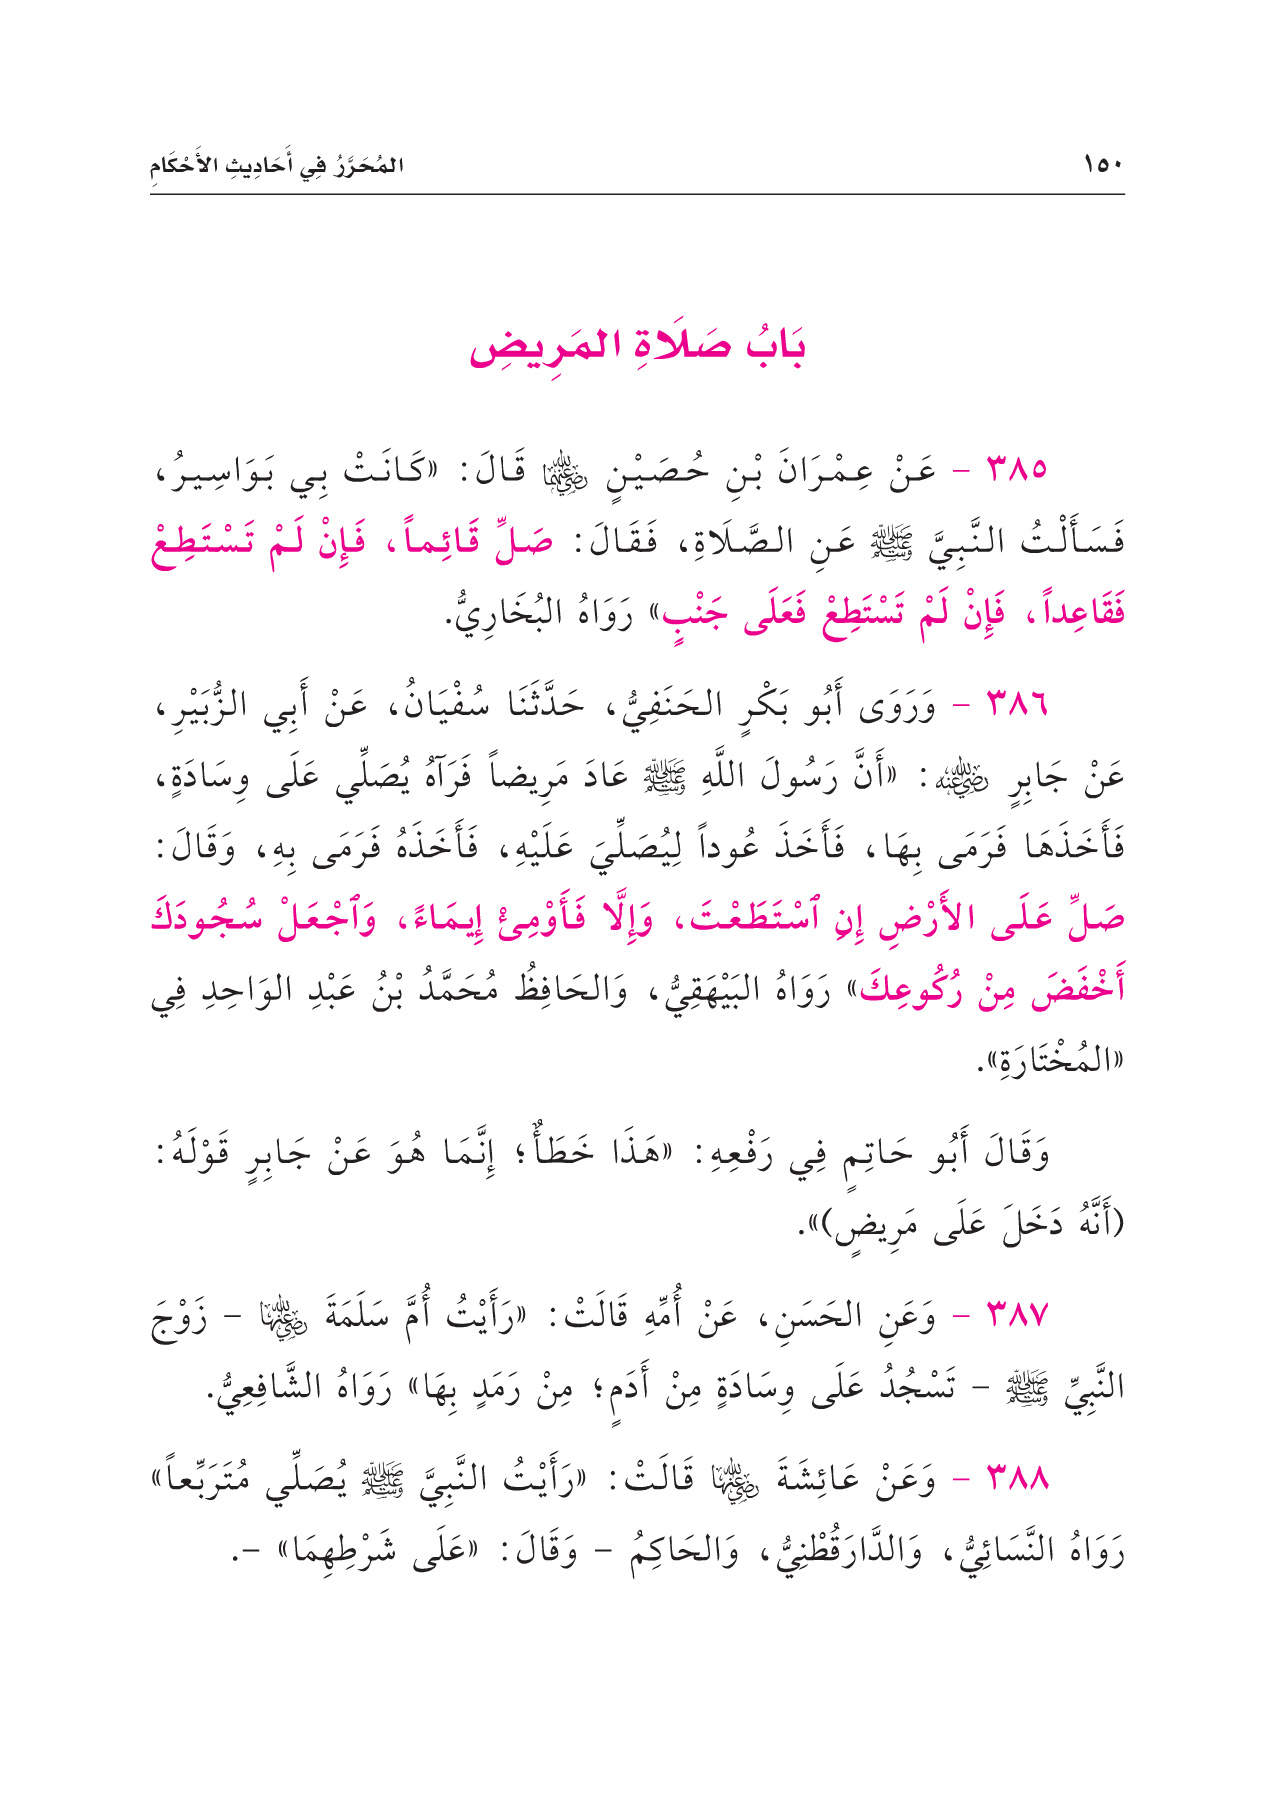 ١٥٠ المُحَرَّرُ فِي أَحَادِيثِ الأَحْكَامِ
بَابُ صَلَاةِ المَرِيضِ
٣٨٥ - عَنْ عِمْرَانَ بْنِ حُصَيْنٍ رضي الله عنهما قَالَ: «كَانَتْ بِي بَوَاسِيرُ،
فَسَأَلْتُ النَّبِيَّ ﷺ عَنِ الصَّلَاةِ، فَقَالَ: صَلِّ قَائِماً، فَإِنْ لَمْ تَسْتَطِعْ
فَقَاعِداً، فَإِنْ لَمْ تَسْتَطِعْ فَعَلَى جَنْبٍ» رَوَاهُ البُخَارِيُّ.
٣٨٦ - وَرَوَى أَبُو بَكْرٍ الحَنَفِيُّ، حَدَّثَنَا سُفْيَانُ، عَنْ أَبِي الزُّبَيْرِ،
عَنْ جَابِرٍ رضي الله عنه: «أَنَّ رَسُولَ اللَّهِ ﷺ عَادَ مَرِيضاً فَرَآهُ يُصَلِّي عَلَى وِسَادَةٍ،
فَأَخَذَهَا فَرَمَى بِهَا، فَأَخَذَ عُوداً لِيُصَلِّيَ عَلَيْهِ، فَأَخَذَهُ فَرَمَى بِهِ، وَقَالَ:
صَلِّ عَلَى الأَرْضِ إِنِ ٱسْتَطَعْتَ، وَإِلَّا فَأَوْمِئْ إِيمَاءً، وَٱجْعَلْ سُجُودَكَ
أَخْفَضَ مِنْ رُكُوعِكَ» رَوَاهُ البَيْهَقِيُّ، وَالحَافِظُ مُحَمَّدُ بْنُ عَبْدِ الوَاحِدِ فِي
«المُخْتَارَةِ».
وَقَالَ أَبُو حَاتِمٍ فِي رَفْعِهِ: «هَذَا خَطَأٌ؛ إِنَّمَا هُوَ عَنْ جَابِرٍ قَوْلَهُ:
(أَنَّهُ دَخَلَ عَلَى مَرِيضٍ)».
٣٨٧ - وَعَنِ الحَسَنِ، عَنْ أُمِّهِ قَالَتْ: «رَأَيْتُ أُمَّ سَلَمَةَ رضي الله عنها - زَوْجَ
النَّبِيِّ ﷺ - تَسْجُدُ عَلَى وِسَادَةٍ مِنْ أَدَمٍ؛ مِنْ رَمَدٍ بِهَا» رَوَاهُ الشَّافِعِيُّ.
٣٨٨ - وَعَنْ عَائِشَةَ رضي الله عنها قَالَتْ: «رَأَيْتُ النَّبِيَّ ﷺ يُصَلِّي مُتَرَبِّعاً»
رَوَاهُ النَّسَائِيُّ، وَالدَّارَقُطْنِيُّ، وَالحَاكِمُ - وَقَالَ: «عَلَى شَرْطِهِمَا» -.